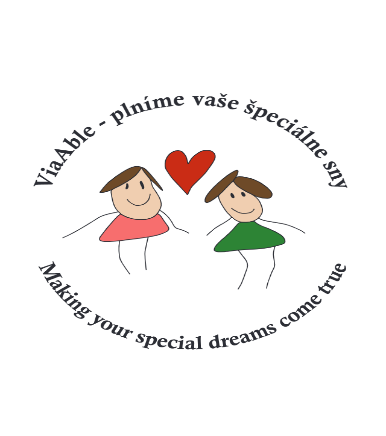 ViaAble - plníme vaše špeciálne sny
Making your special dreams come true